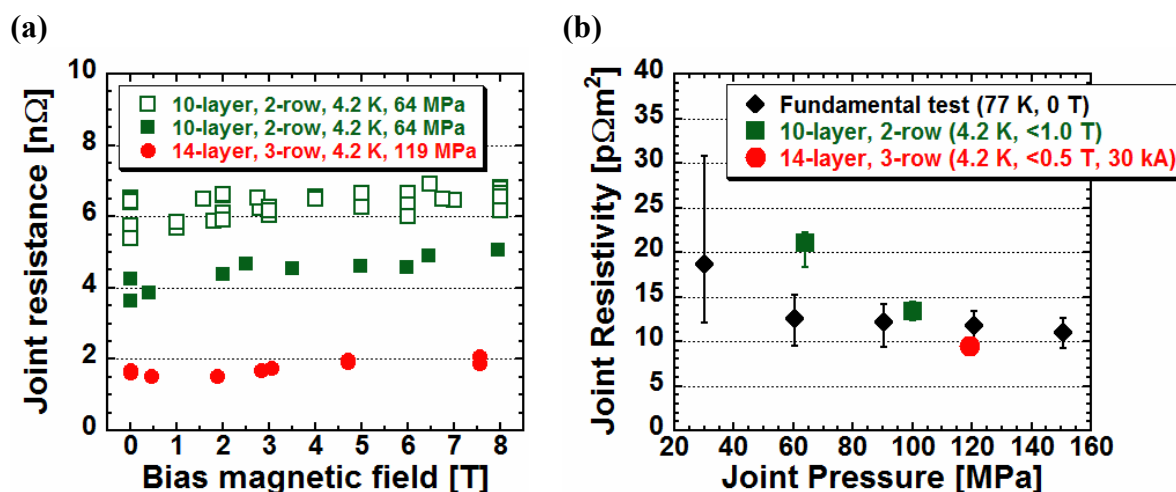 (a)
Joint resistance [nΩ]
10
8
6
4
2
0
10-layer, 2-row, 4.2 K, 64 MPa
10-layer, 2-row, 4.2 K, 64 MPa
14-layer, 3-row, 4.2 K, 119 MPa
0 1 2 3 4 5 6 7 8
Bias magnetic field [T]
(b)
Joint Resistivity [pΩm²]
40
35
30
25
20
15
10
5
0
Fundamental test (77 K, 0 T)
10-layer, 2-row (4.2 K, <1.0 T)
14-layer, 3-row (4.2 K, <0.5 T, 30 kA)
20 40 60 80 100 120 140 160
Joint Pressure [MPa]